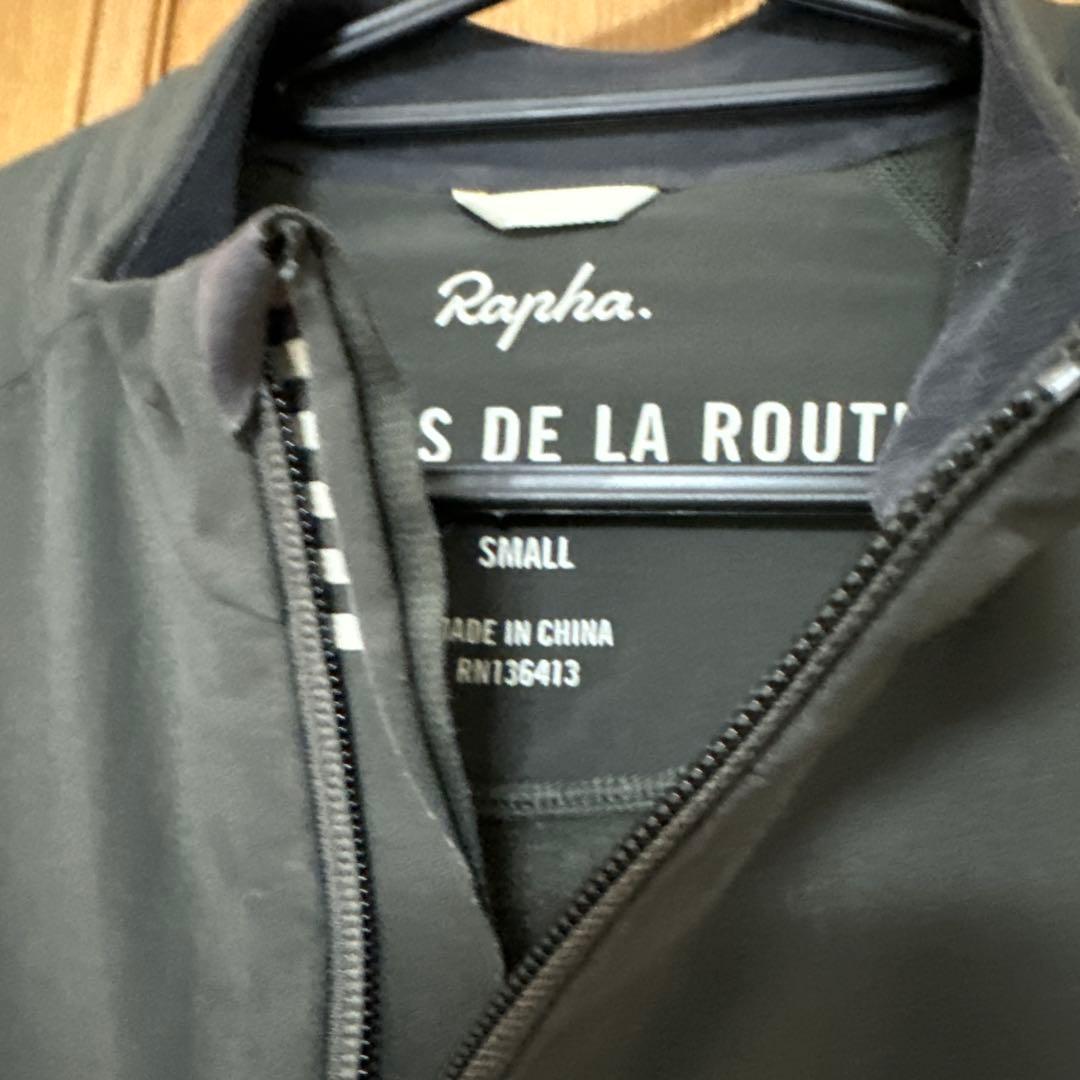 Rapha.
S DE LA ROUT
SMALL
ADE IN CHINA
RN136413